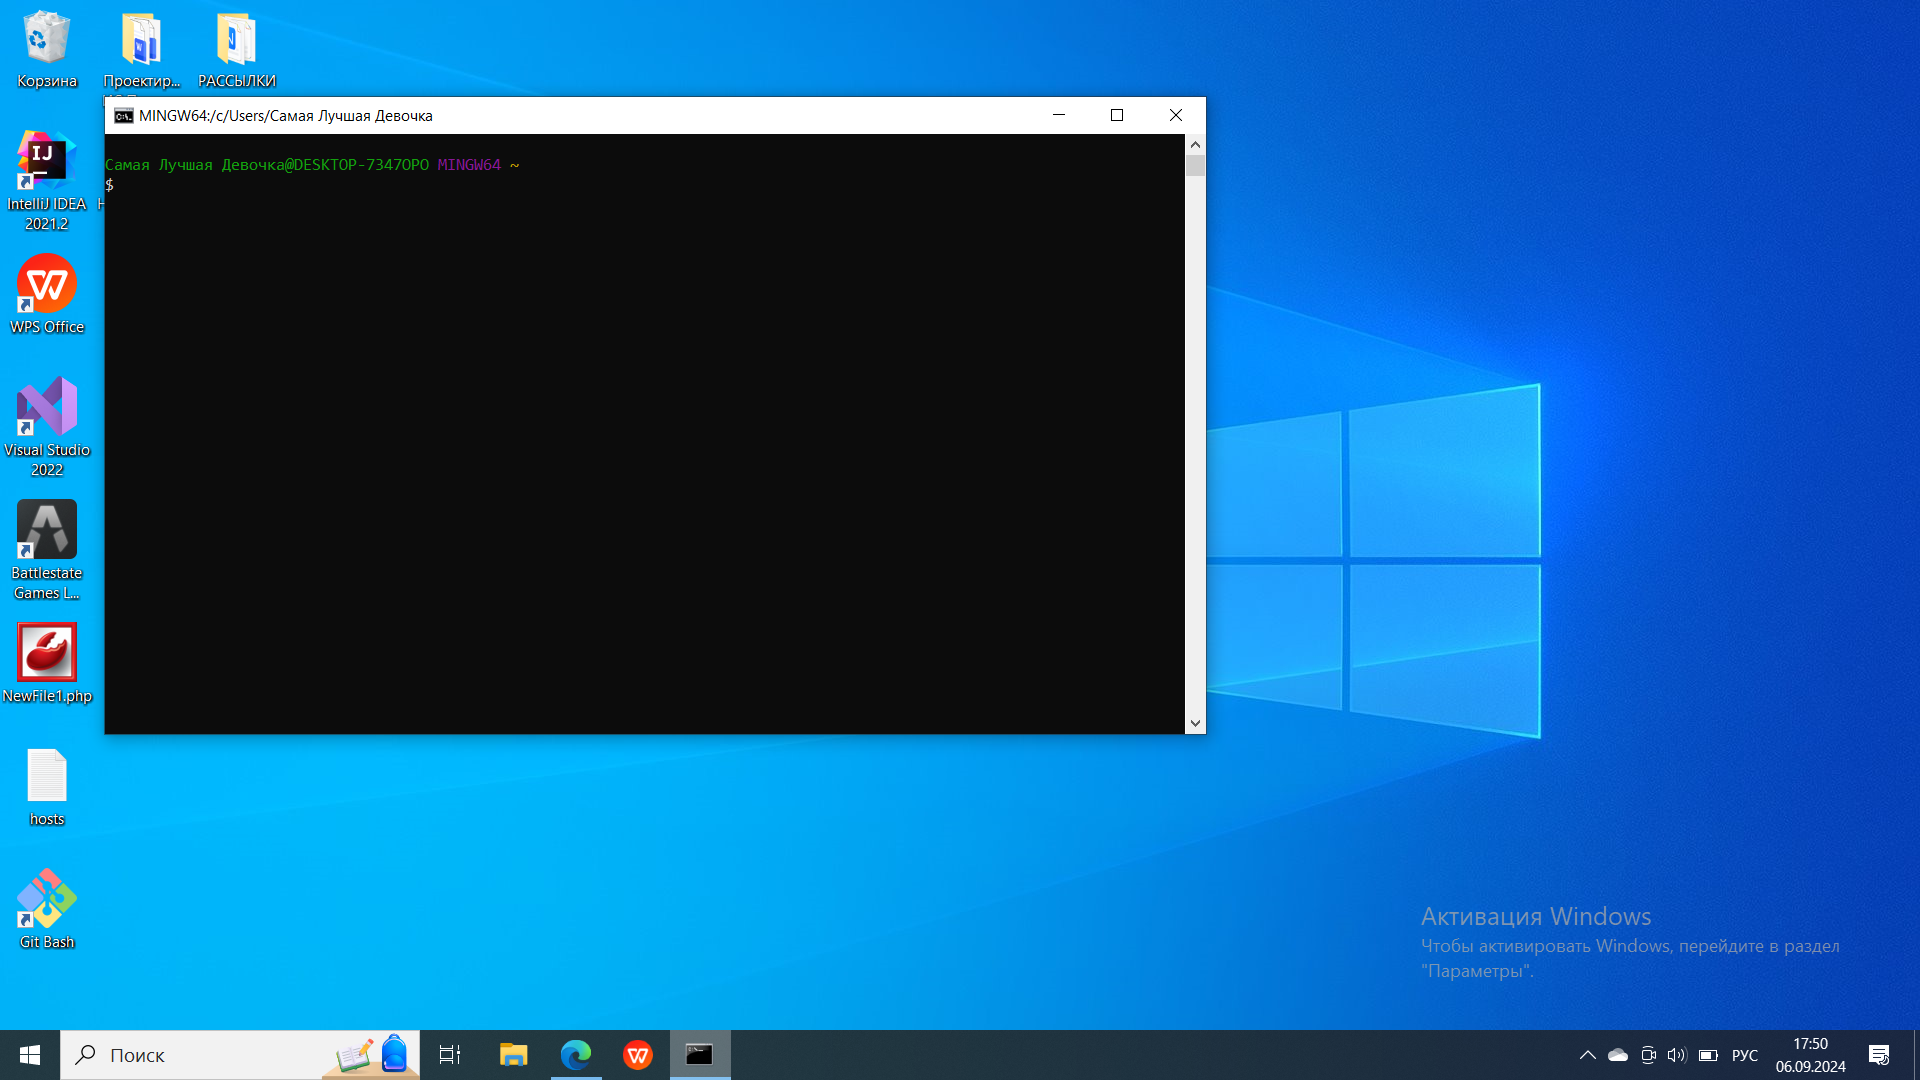 Корзина
Проектир...
РАССЫЛКИ
MINGW64:/c/Users/Самая Лучшая Девочка
Самая Лучшая Девочка@DESKTOP-7347OPO MINGW64 ~
$
IJ
IntelliJ IDEA
2021.2
WPS Office
Visual Studio
2022
Battlestate
Games L...
NewFile1.php
hosts
Git Bash
Активация Windows
Чтобы активировать Windows, перейдите в раздел
"Параметры".
Поиск
РУС
17:50
06.09.2024